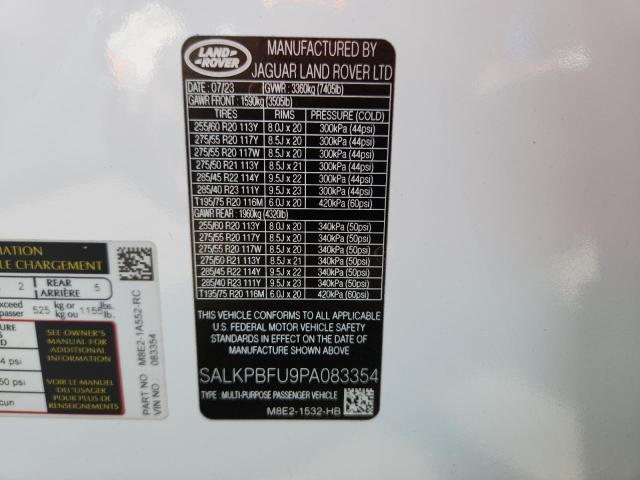 LAND
ROVER
MANUFACTURED BY
JAGUAR LAND ROVER LTD
DATE : 07/23 GVWR : 3360kg (7405lb)
GAWR FRONT : 1590kg (3505lb)
TIRES RIMS PRESSURE (COLD)
255/60 R20 113Y 8.0J x 20 300kPa (44psi)
275/55 R20 117Y 8.5J x 20 300kPa (44psi)
275/55 R20 117W 8.5J x 20 300kPa (44psi)
275/50 R21 113Y 8.5J x 21 300kPa (44psi)
285/45 R22 114Y 9.5J x 22 300kPa (44psi)
285/40 R23 111Y 9.5J x 23 300kPa (44psi)
T195/75 R20 116M 6.0J x 20 420kPa (60psi)
GAWR REAR : 1960kg (4320lb)
255/60 R20 113Y 8.0J x 20 340kPa (50psi)
275/55 R20 117Y 8.5J x 20 340kPa (50psi)
275/55 R20 117W 8.5J x 20 340kPa (50psi)
275/50 R21 113Y 8.5J x 21 340kPa (50psi)
285/45 R22 114Y 9.5J x 22 340kPa (50psi)
285/40 R23 111Y 9.5J x 23 340kPa (50psi)
T195/75 R20 116M 6.0J x 20 420kPa (60psi)
THIS VEHICLE CONFORMS TO ALL APPLICABLE
U.S. FEDERAL MOTOR VEHICLE SAFETY
STANDARDS IN EFFECT ON THE DATE OF
MANUFACTURE SHOWN ABOVE.
SALKPBFU9PA083354
TYPE : MULTI-PURPOSE PASSENGER VEHICLE
M8E2-1532-HB
MATION
E CHARGEMENT
2 REAR ARRIÈRE 5
exceed
passer 525 kg or kg ou 1155 lbs. lb.
SURE
D
4 psi
50 psi
cun
SEE OWNER'S
MANUAL FOR
ADDITIONAL
INFORMATION
VOIR LE MANUEL
DE L'USAGER
POUR PLUS DE
RENSEIGNEMENTS
PART NO M8E2-1A552-RC
VIN NO 083354